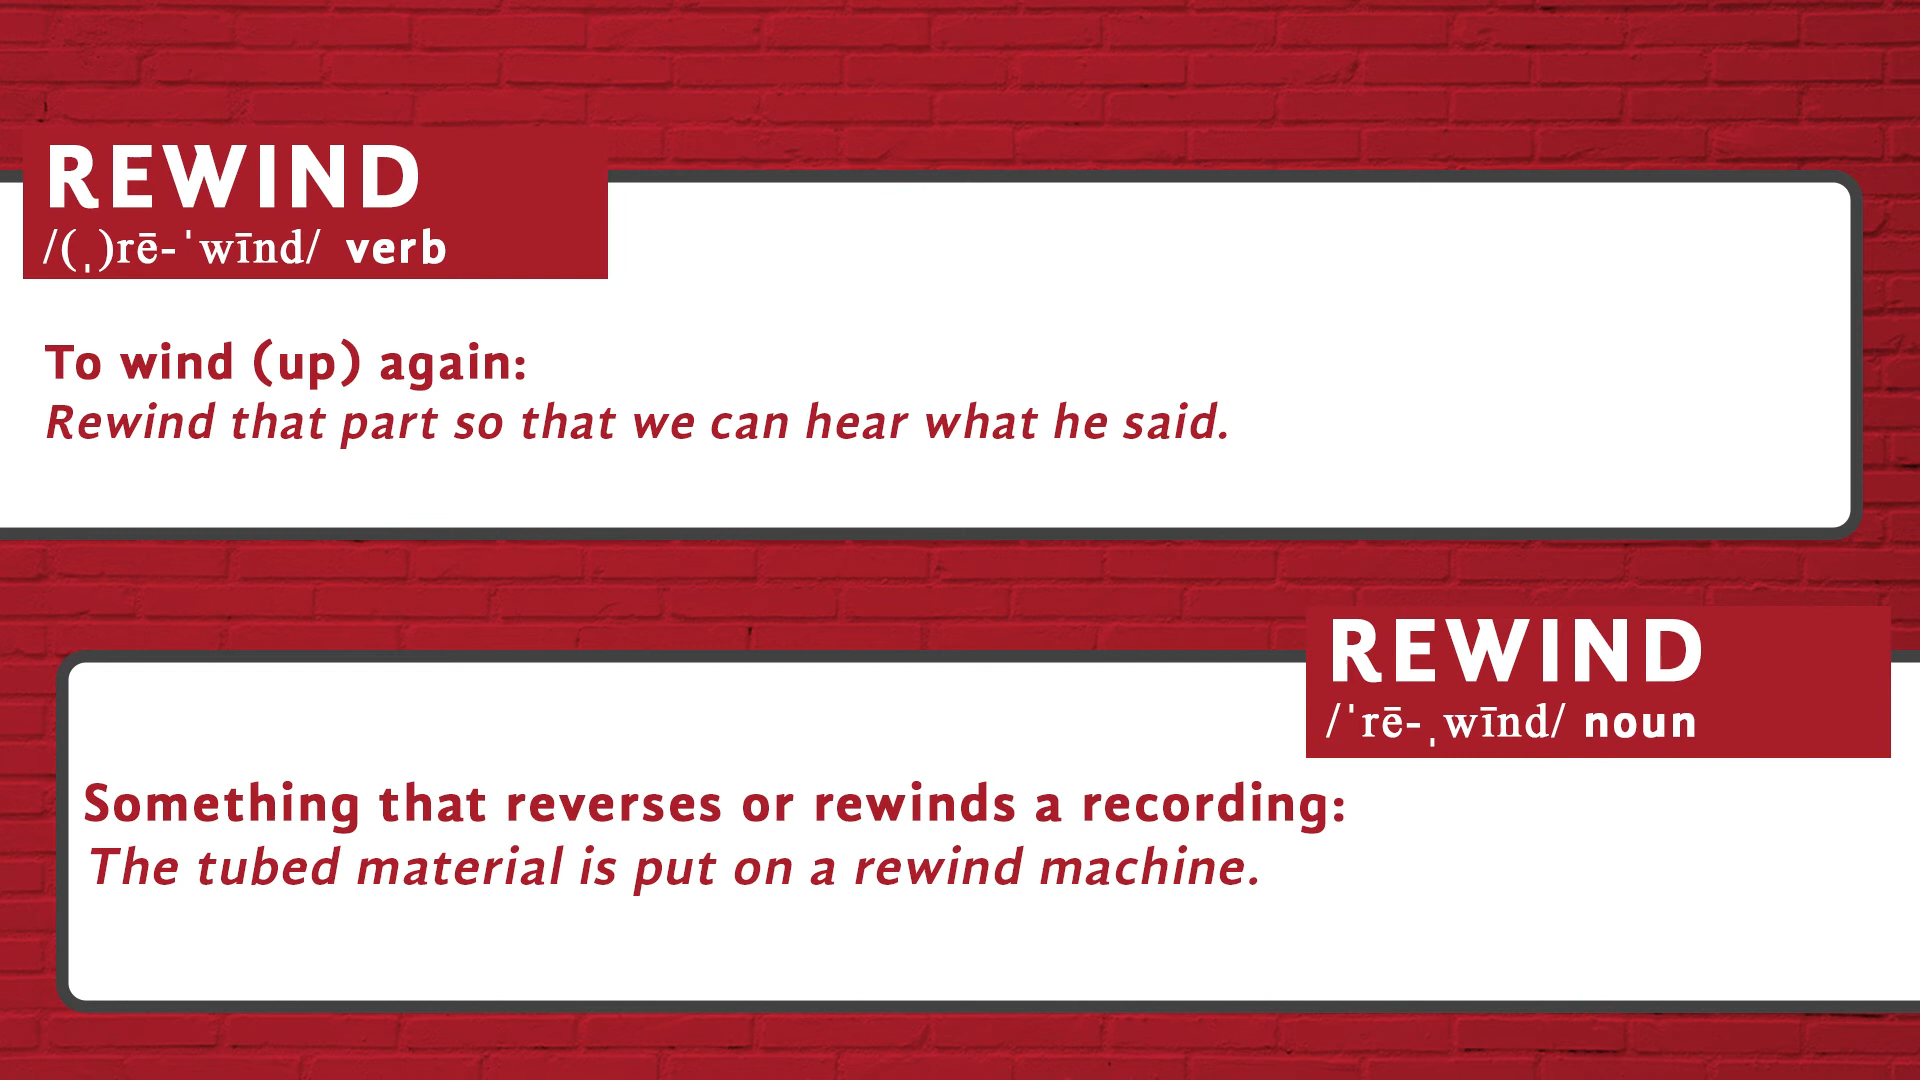 REWIND
/(ˌ)rē-ˈwīnd/ verb
To wind (up) again:
Rewind that part so that we can hear what he said.
REWIND
/ˈrē-ˌwīnd/ noun
Something that reverses or rewinds a recording:
The tubed material is put on a rewind machine.